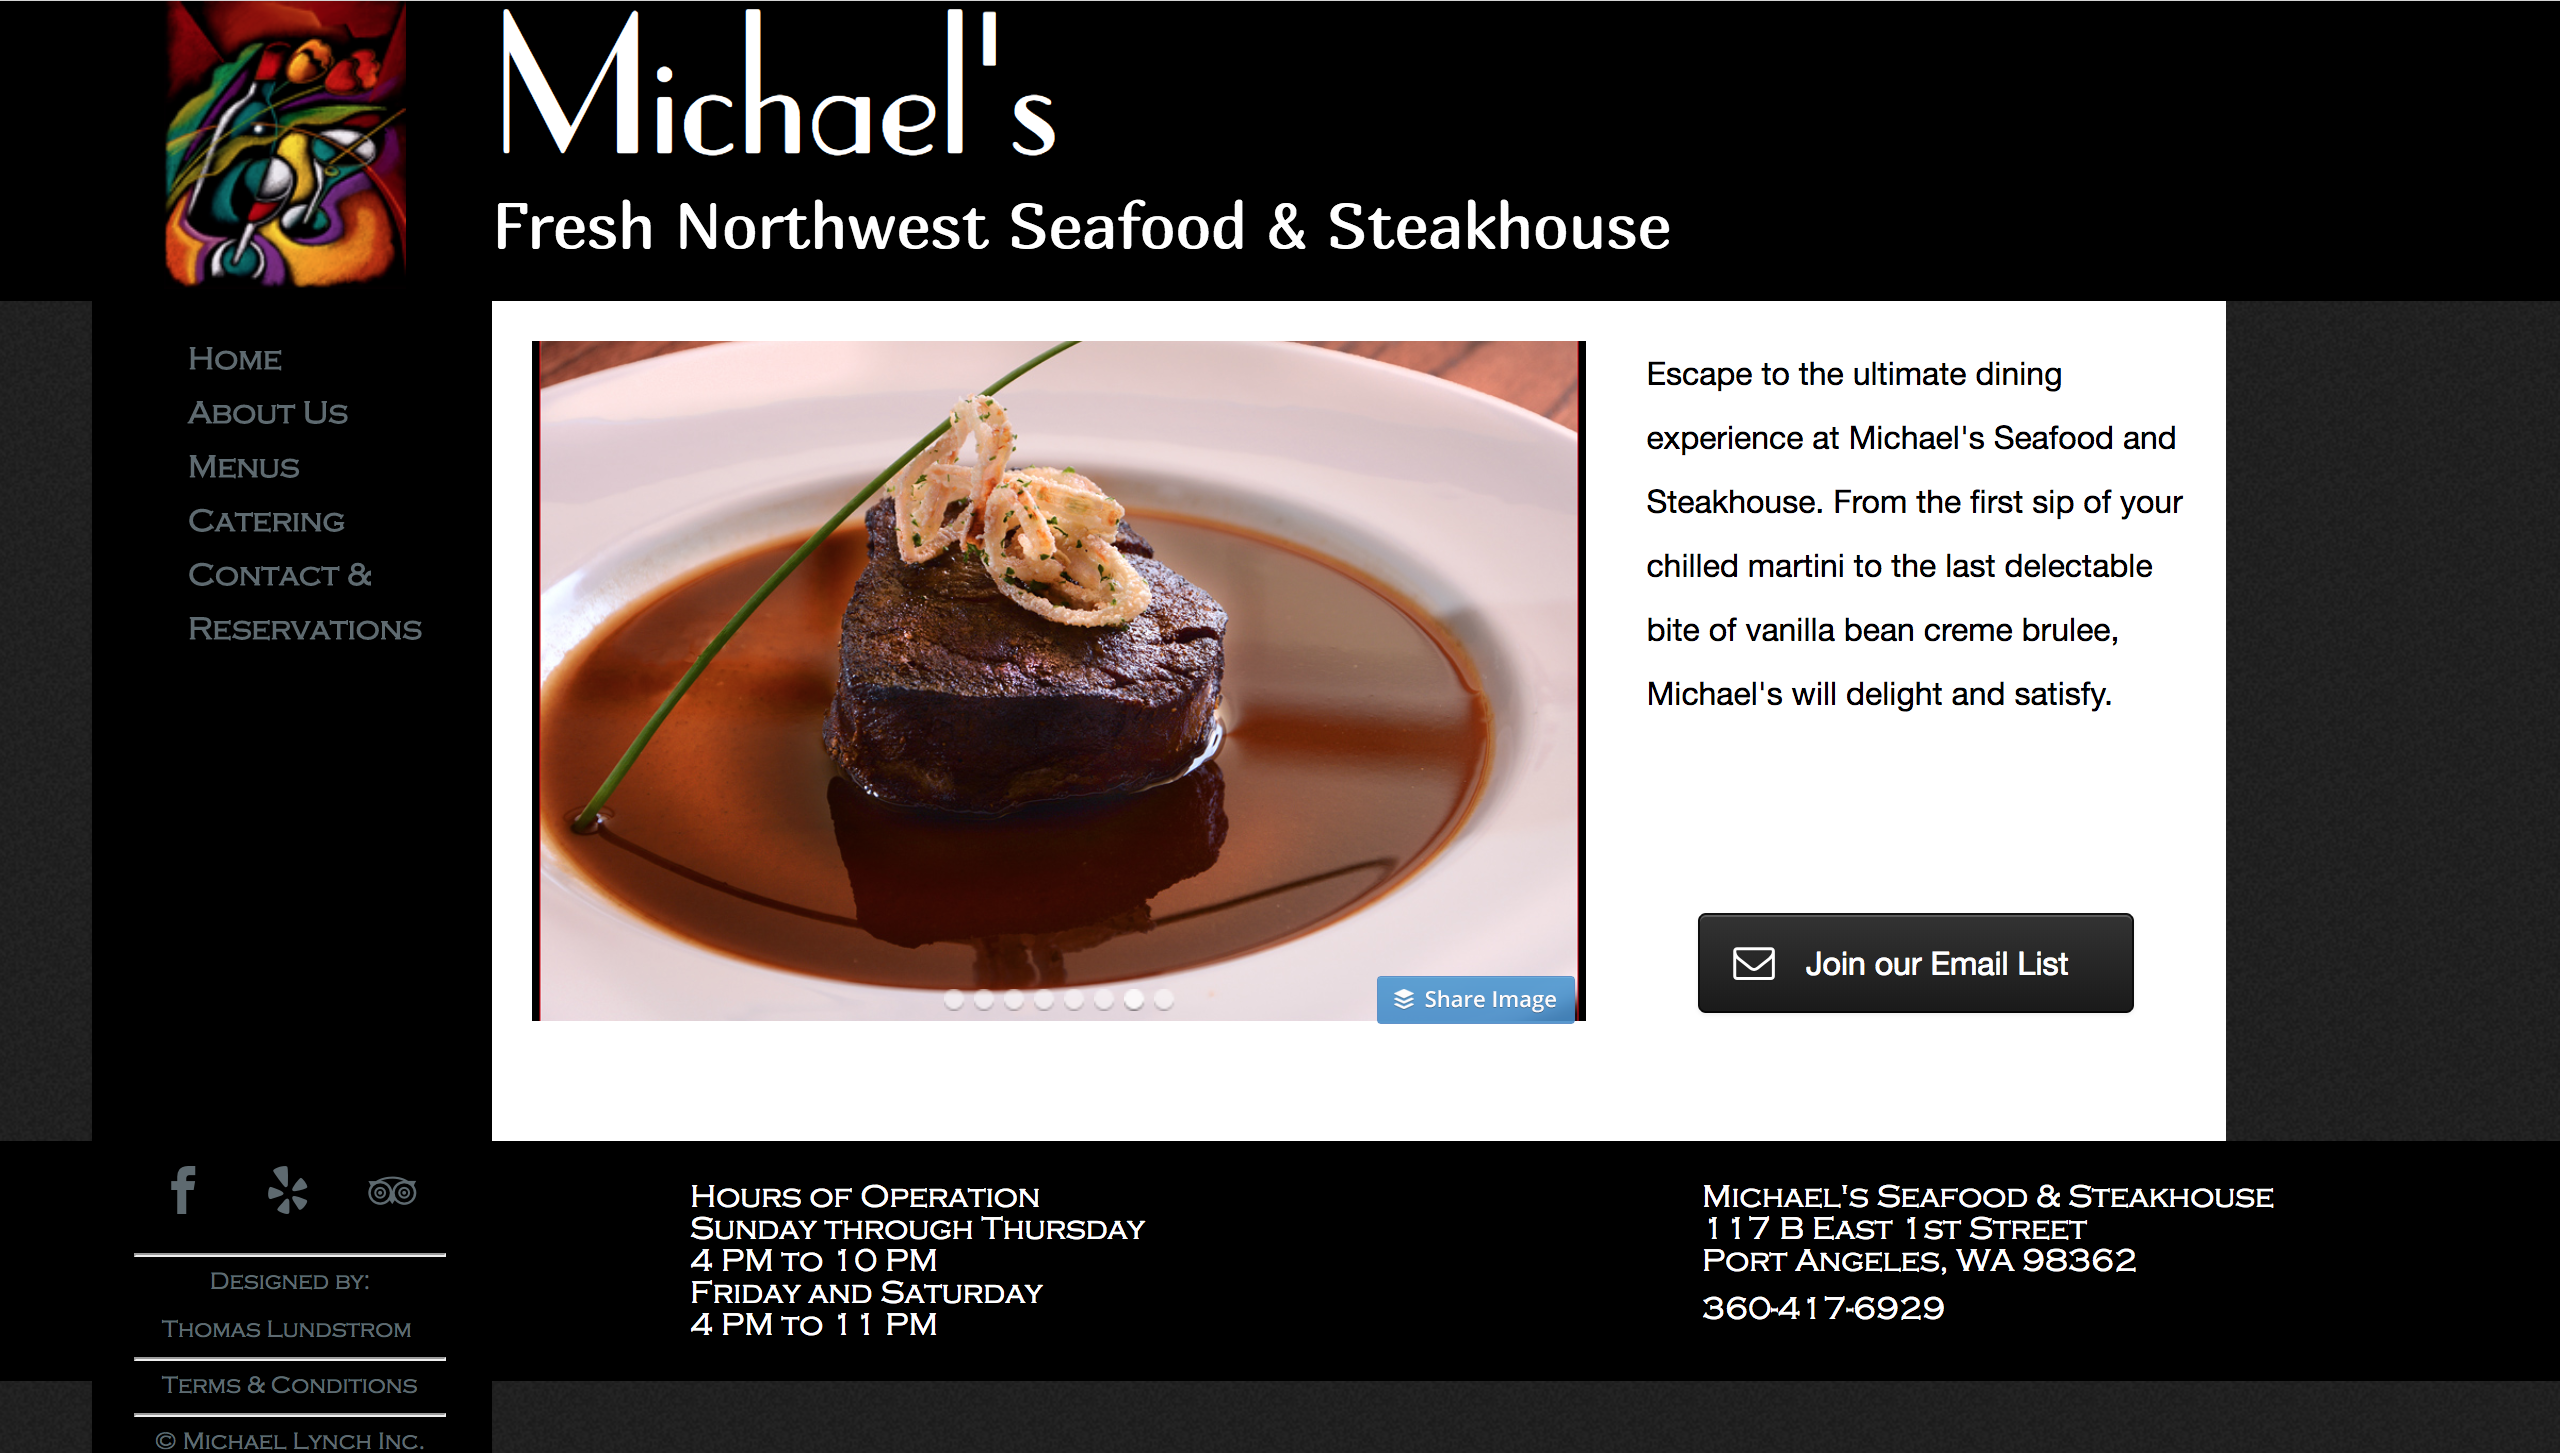 Michael's
Fresh Northwest Seafood & Steakhouse
Home
About Us
Menus
Catering
Contact &
Reservations
Escape to the ultimate dining
experience at Michael's Seafood and
Steakhouse. From the first sip of your
chilled martini to the last delectable
bite of vanilla bean creme brulee,
Michael's will delight and satisfy.
Share Image
Join our Email List
Hours of Operation
Sunday through Thursday
4 PM to 10 PM
Friday and Saturday
4 PM to 11 PM
Michael's Seafood & Steakhouse
117 B East 1st Street
Port Angeles, WA 98362
360-417-6929
Designed by:
Thomas Lundstrom
Terms & Conditions
© Michael Lynch Inc.